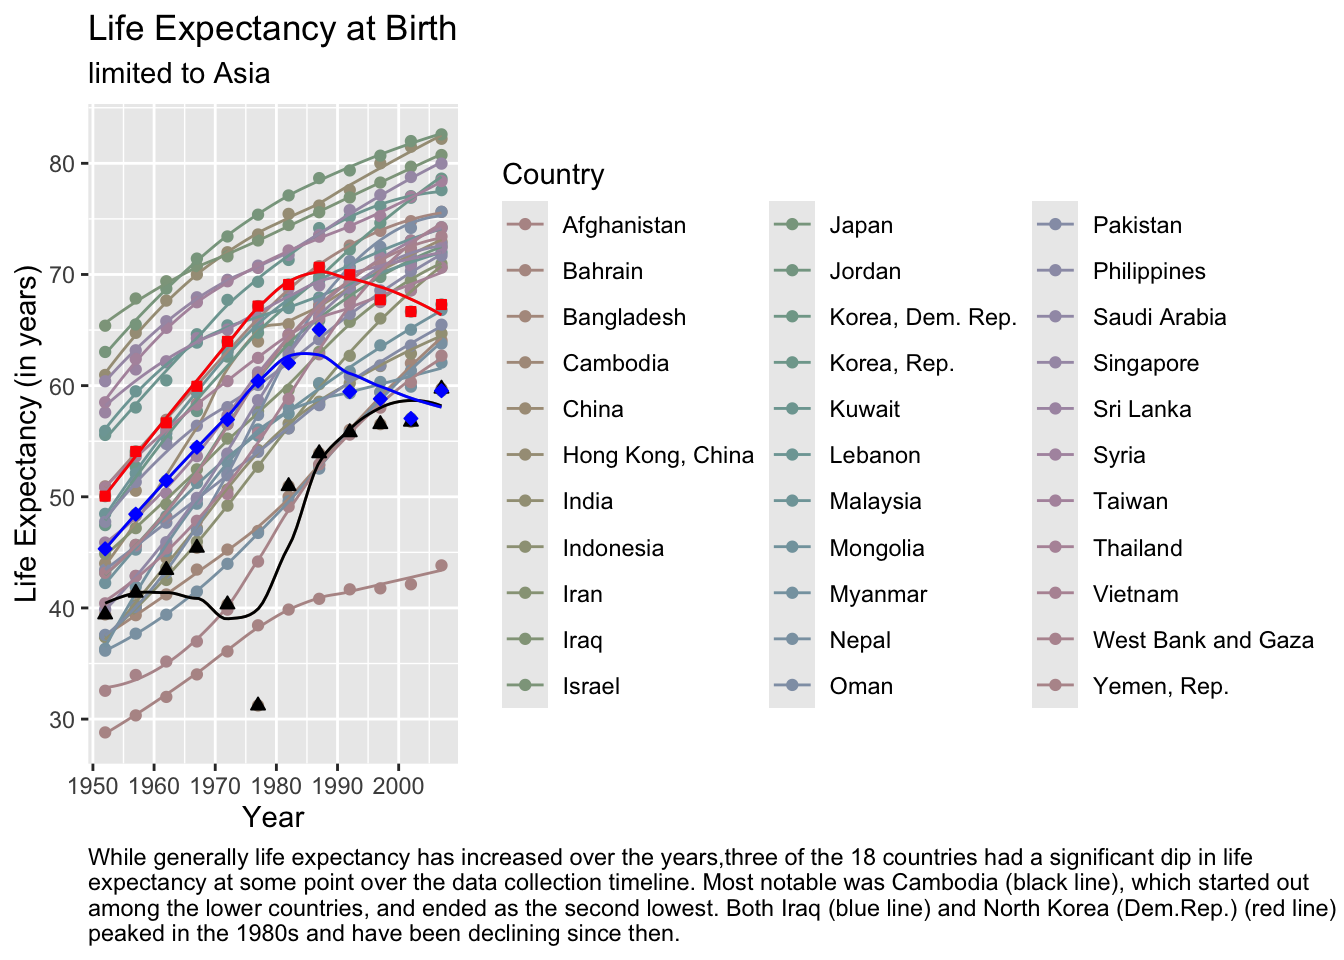 Life Expectancy at Birth
limited to Asia
Life Expectancy (in years)
80
70
60
50
40
30
1950 1960 1970 1980 1990 2000
Year
Country
Afghanistan
Bahrain
Bangladesh
Cambodia
China
Hong Kong, China
India
Indonesia
Iran
Iraq
Israel
Japan
Jordan
Korea, Dem. Rep.
Korea, Rep.
Kuwait
Lebanon
Malaysia
Mongolia
Myanmar
Nepal
Oman
Pakistan
Philippines
Saudi Arabia
Singapore
Sri Lanka
Syria
Taiwan
Thailand
Vietnam
West Bank and Gaza
Yemen, Rep.
While generally life expectancy has increased over the years,three of the 18 countries had a significant dip in life
expectancy at some point over the data collection timeline. Most notable was Cambodia (black line), which started out
among the lower countries, and ended as the second lowest. Both Iraq (blue line) and North Korea (Dem.Rep.) (red line)
peaked in the 1980s and have been declining since then.